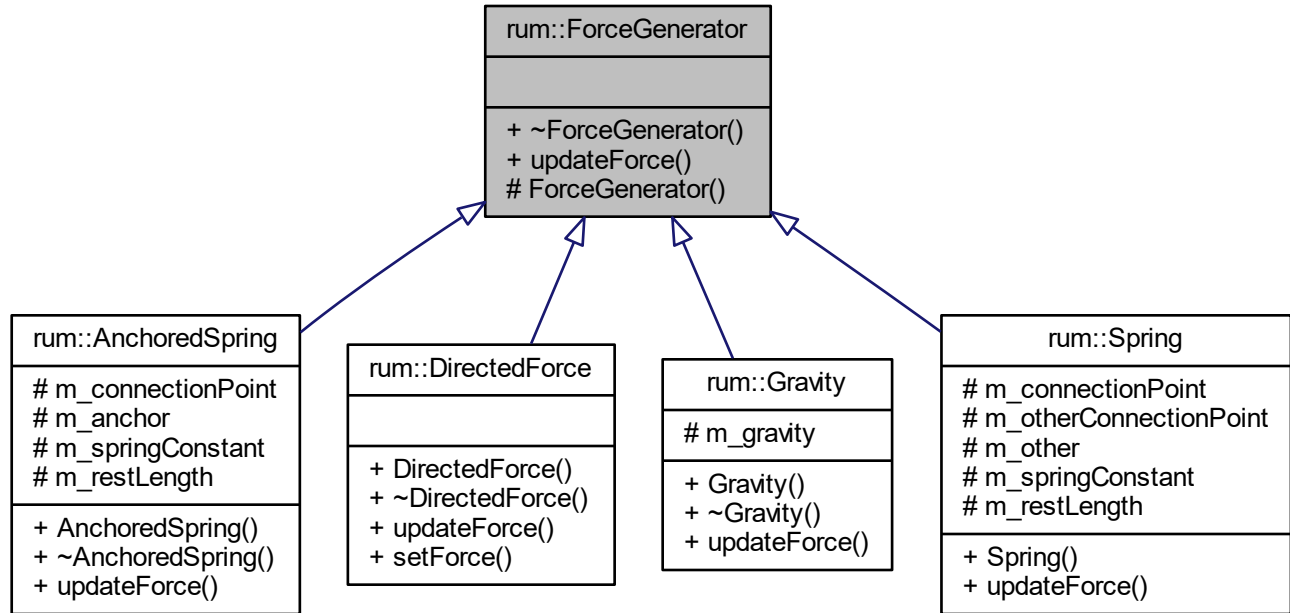 rum::ForceGenerator
+ ~ForceGenerator()
+ updateForce()
# ForceGenerator()
rum::AnchoredSpring
# m_connectionPoint
# m_anchor
# m_springConstant
# m_restLength
+ AnchoredSpring()
+ ~AnchoredSpring()
+ updateForce()
rum::DirectedForce
+ DirectedForce()
+ ~DirectedForce()
+ updateForce()
+ setForce()
rum::Gravity
# m_gravity
+ Gravity()
+ ~Gravity()
+ updateForce()
rum::Spring
# m_connectionPoint
# m_otherConnectionPoint
# m_other
# m_springConstant
# m_restLength
+ Spring()
+ updateForce()